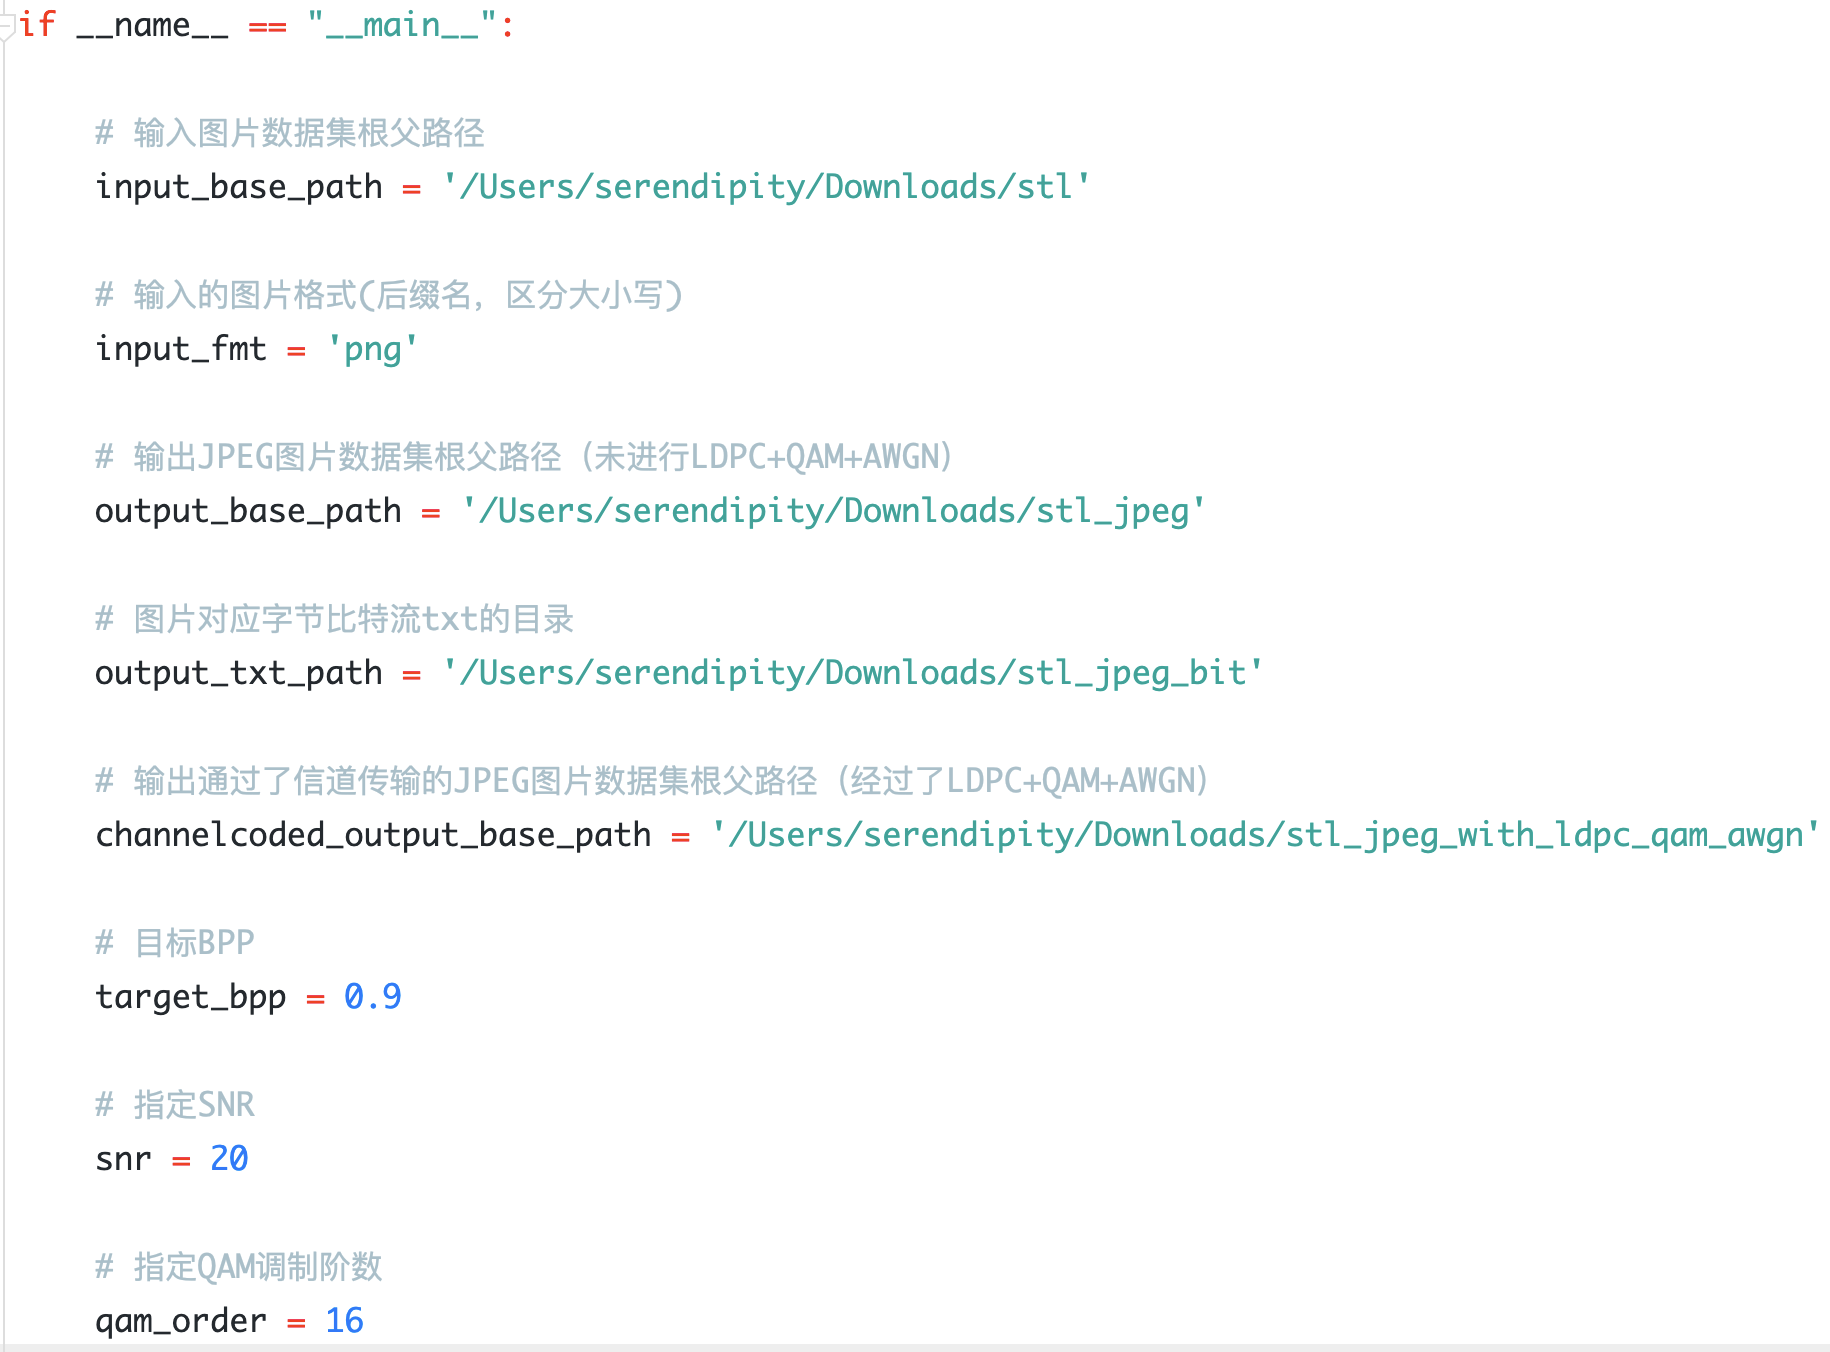 if __name__ == "__main__":
# 输入图片数据集根父路径
input_base_path = '/Users/serendipity/Downloads/stl'
# 输入的图片格式(后缀名，区分大小写)
input_fmt = 'png'
# 输出JPEG图片数据集根父路径（未进行LDPC+QAM+AWGN）
output_base_path = '/Users/serendipity/Downloads/stl_jpeg'
# 图片对应字节比特流txt的目录
output_txt_path = '/Users/serendipity/Downloads/stl_jpeg_bit'
# 输出通过了信道传输的JPEG图片数据集根父路径（经过了LDPC+QAM+AWGN）
channelcoded_output_base_path = '/Users/serendipity/Downloads/stl_jpeg_with_ldpc_qam_awgn'
# 目标BPP
target_bpp = 0.9
# 指定SNR
snr = 20
# 指定QAM调制阶数
qam_order = 16